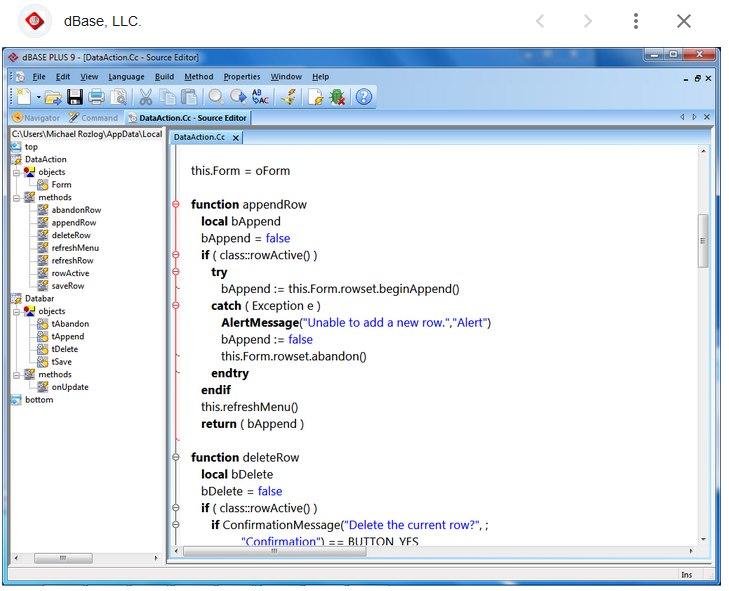 dBase, LLC.
dBASE PLUS 9 - [DataAction.Cc - Source Editor]
File Edit View Language Build Method Properties Window Help
Navigator Command DataAction.Cc - Source Editor
C:\Users\Michael Rozlog\AppData\Local
top
DataAction
objects
Form
methods
abandonRow
appendRow
deleteRow
refreshMenu
refreshRow
rowActive
saveRow
Databar
objects
tAbandon
tAppend
tDelete
tSave
methods
onUpdate
bottom
DataAction.Cc
this.Form = oForm
function appendRow
local bAppend
bAppend = false
if ( class::rowActive() )
try
bAppend := this.Form.rowset.beginAppend()
catch ( Exception e )
AlertMessage("Unable to add a new row.","Alert")
bAppend := false
this.Form.rowset.abandon()
endtry
endif
this.refreshMenu()
return ( bAppend )
function deleteRow
local bDelete
bDelete = false
if ( class::rowActive() )
if ConfirmationMessage("Delete the current row?", ;
"Confirmation") == BUTTON_YES
Ins